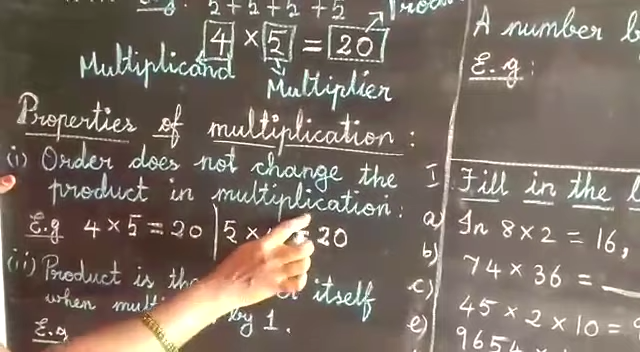 E.g: 5+5+5+5
4 × 5 = 20
Multiplicand Multiplier
Properties of multiplication:
(i) Order does not change the
product in multiplication:
E.g 4 × 5 = 20 | 5 × = 20
(ii) Product is the itself
when by 1.
E.g
A number
E.g:
I Fill in the
a) In 8 × 2 = 16,
b) 74 × 36 =
c) 45 × 2 × 10 =
e) 9654 ×